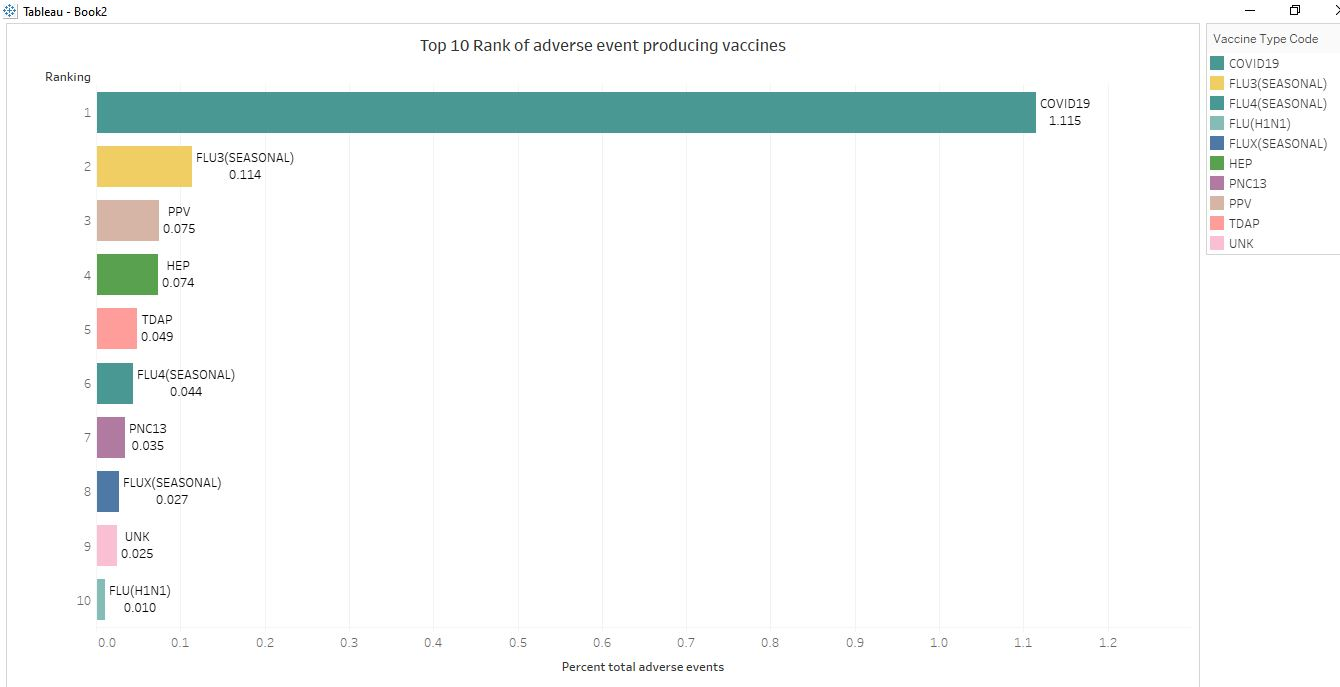 Tableau - Book2
Top 10 Rank of adverse event producing vaccines
Ranking
1
COVID19
1.115
2
FLU3(SEASONAL)
0.114
3
PPV
0.075
4
HEP
0.074
5
TDAP
0.049
6
FLU4(SEASONAL)
0.044
7
PNC13
0.035
8
FLUX(SEASONAL)
0.027
9
UNK
0.025
10
FLU(H1N1)
0.010
0.0 0.1 0.2 0.3 0.4 0.5 0.6 0.7 0.8 0.9 1.0 1.1 1.2
Percent total adverse events
Vaccine Type Code
COVID19
FLU3(SEASONAL)
FLU4(SEASONAL)
FLU(H1N1)
FLUX(SEASONAL)
HEP
PNC13
PPV
TDAP
UNK